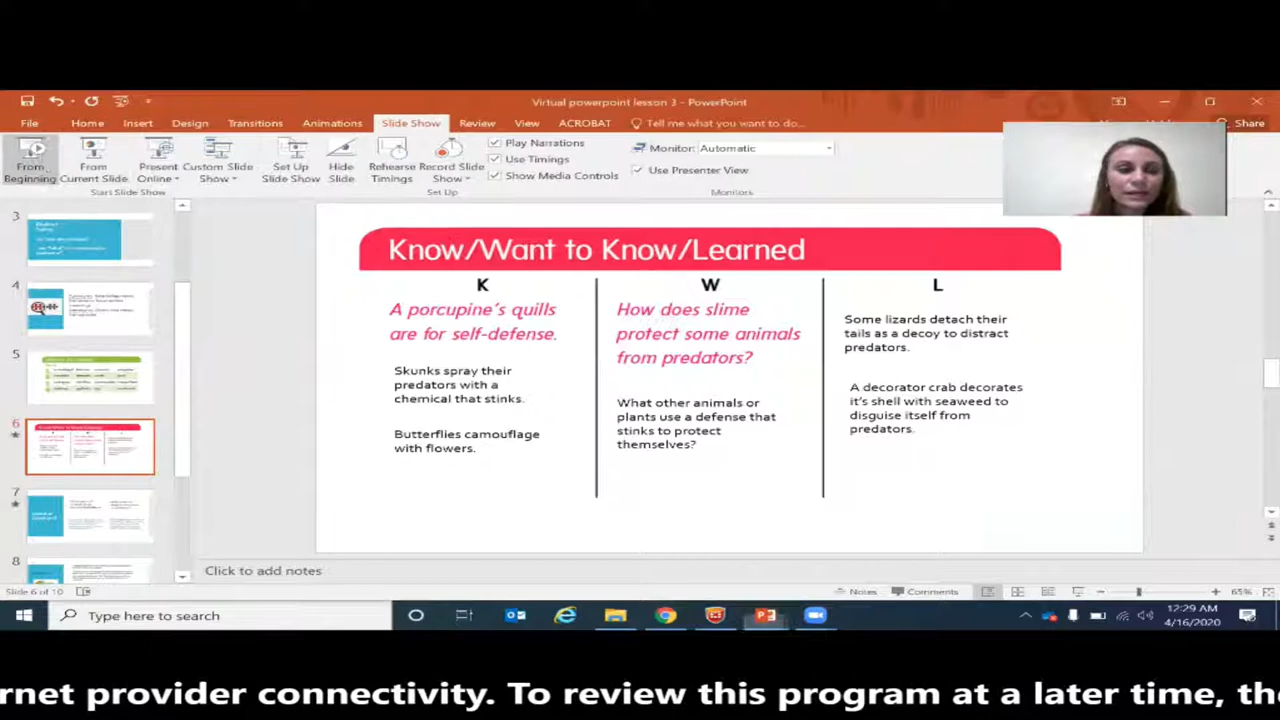 Virtual powerpoint lesson 3 - PowerPoint
File Home Insert Design Transitions Animations Slide Show Review View ACROBAT Tell me what you want to do... Share
From Beginning
From Current Slide
Present Online
Custom Slide Show
Start Slide Show
Set Up Slide Show
Hide Slide
Rehearse Timings
Record Slide Show
Play Narrations
Use Timings
Show Media Controls
Set Up
Monitor: Automatic
Use Presenter View
Monitors
3
4
5
6
7
8
Know/Want to Know/Learned
K
A porcupine's quills
are for self-defense.
Skunks spray their
predators with a
chemical that stinks.
Butterflies camouflage
with flowers.
W
How does slime
protect some animals
from predators?
What other animals or
plants use a defense that
stinks to protect
themselves?
L
Some lizards detach their
tails as a decoy to distract
predators.
A decorator crab decorates
it's shell with seaweed to
disguise itself from
predators.
Click to add notes
Slide 6 of 10
Notes Comments 65%
Type here to search
12:29 AM
4/16/2020
rnet provider connectivity. To review this program at a later time, the